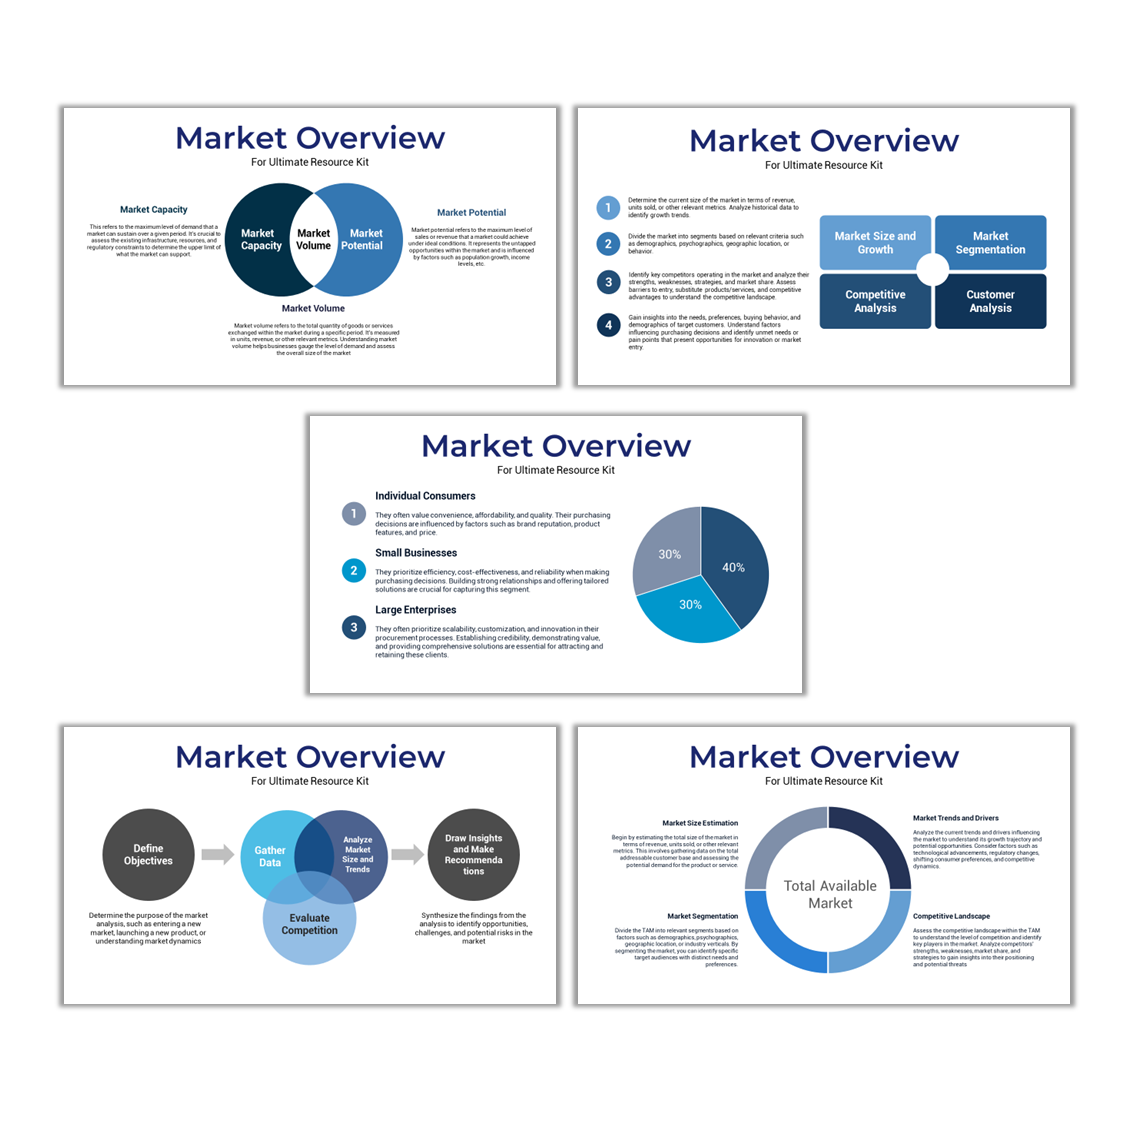 Market Overview
For Ultimate Resource Kit
Market Capacity
This refers to the maximum level of demand that a
market can sustain over a given period. It's crucial to
assess the existing infrastructure, resources, and
regulatory constraints to determine the upper limit of
what the market can support.
Market
Capacity
Market
Volume
Market
Potential
Market Potential
Market potential refers to the maximum level of
sales or revenue that a market could achieve
under ideal conditions. It represents the untapped
opportunities within the market and is influenced
by factors such as population growth, income
levels, etc.
Market Volume
Market volume refers to the total quantity of goods or services
exchanged within the market during a specific period. It's measured
in units, revenue, or other relevant metrics. Understanding market
volume helps businesses gauge the level of demand and assess
the overall size of the market
Market Overview
For Ultimate Resource Kit
1
Determine the current size of the market in terms of revenue,
units sold, or other relevant metrics. Analyze historical data to
identify growth trends.
2
Divide the market into segments based on relevant criteria such
as demographics, psychographics, geographic location, or
behavior.
3
Identify key competitors operating in the market and analyze their
strengths, weaknesses, strategies, and market share. Assess
barriers to entry, substitute products/services, and competitive
advantages to understand the competitive landscape.
4
Gain insights into the needs, preferences, buying behavior, and
demographics of target customers. Understand factors
influencing purchasing decisions and identify unmet needs or
pain points that present opportunities for innovation or market
entry.
Market Size and
Growth
Market
Segmentation
Competitive
Analysis
Customer
Analysis
Market Overview
For Ultimate Resource Kit
1
Individual Consumers
They often value convenience, affordability, and quality. Their purchasing
decisions are influenced by factors such as brand reputation, product
features, and price.
2
Small Businesses
They prioritize efficiency, cost-effectiveness, and reliability when making
purchasing decisions. Building strong relationships and offering tailored
solutions are crucial for capturing this segment.
3
Large Enterprises
They often prioritize scalability, customization, and innovation in their
procurement processes. Establishing credibility, demonstrating value,
and providing comprehensive solutions are essential for attracting and
retaining these clients.
30%
40%
30%
Market Overview
For Ultimate Resource Kit
Define
Objectives
Determine the purpose of the market
analysis, such as entering a new
market, launching a new product, or
understanding market dynamics
Gather
Data
Analyze
Market
Size and
Trends
Evaluate
Competition
Draw Insights
and Make
Recommenda
tions
Synthesize the findings from the
analysis to identify opportunities,
challenges, and potential risks in the
market
Market Overview
For Ultimate Resource Kit
Market Size Estimation
Begin by estimating the total size of the market in
terms of revenue, units sold, or other relevant
metrics. This involves gathering data on the total
addressable customer base and assessing the
potential demand for the product or service.
Market Trends and Drivers
Analyze the current trends and drivers influencing
the market to understand its growth trajectory and
potential opportunities. Consider factors such as
technological advancements, regulatory changes,
shifting consumer preferences, and competitive
dynamics.
Total Available
Market
Market Segmentation
Divide the TAM into relevant segments based on
factors such as demographics, psychographics,
geographic location, or industry verticals. By
segmenting the market, you can identify specific
target audiences with distinct needs and
preferences.
Competitive Landscape
Assess the competitive landscape within the TAM
to understand the level of competition and identify
key players in the market. Analyze competitors'
strengths, weaknesses, market share, and
strategies to gain insights into their positioning
and potential threats.